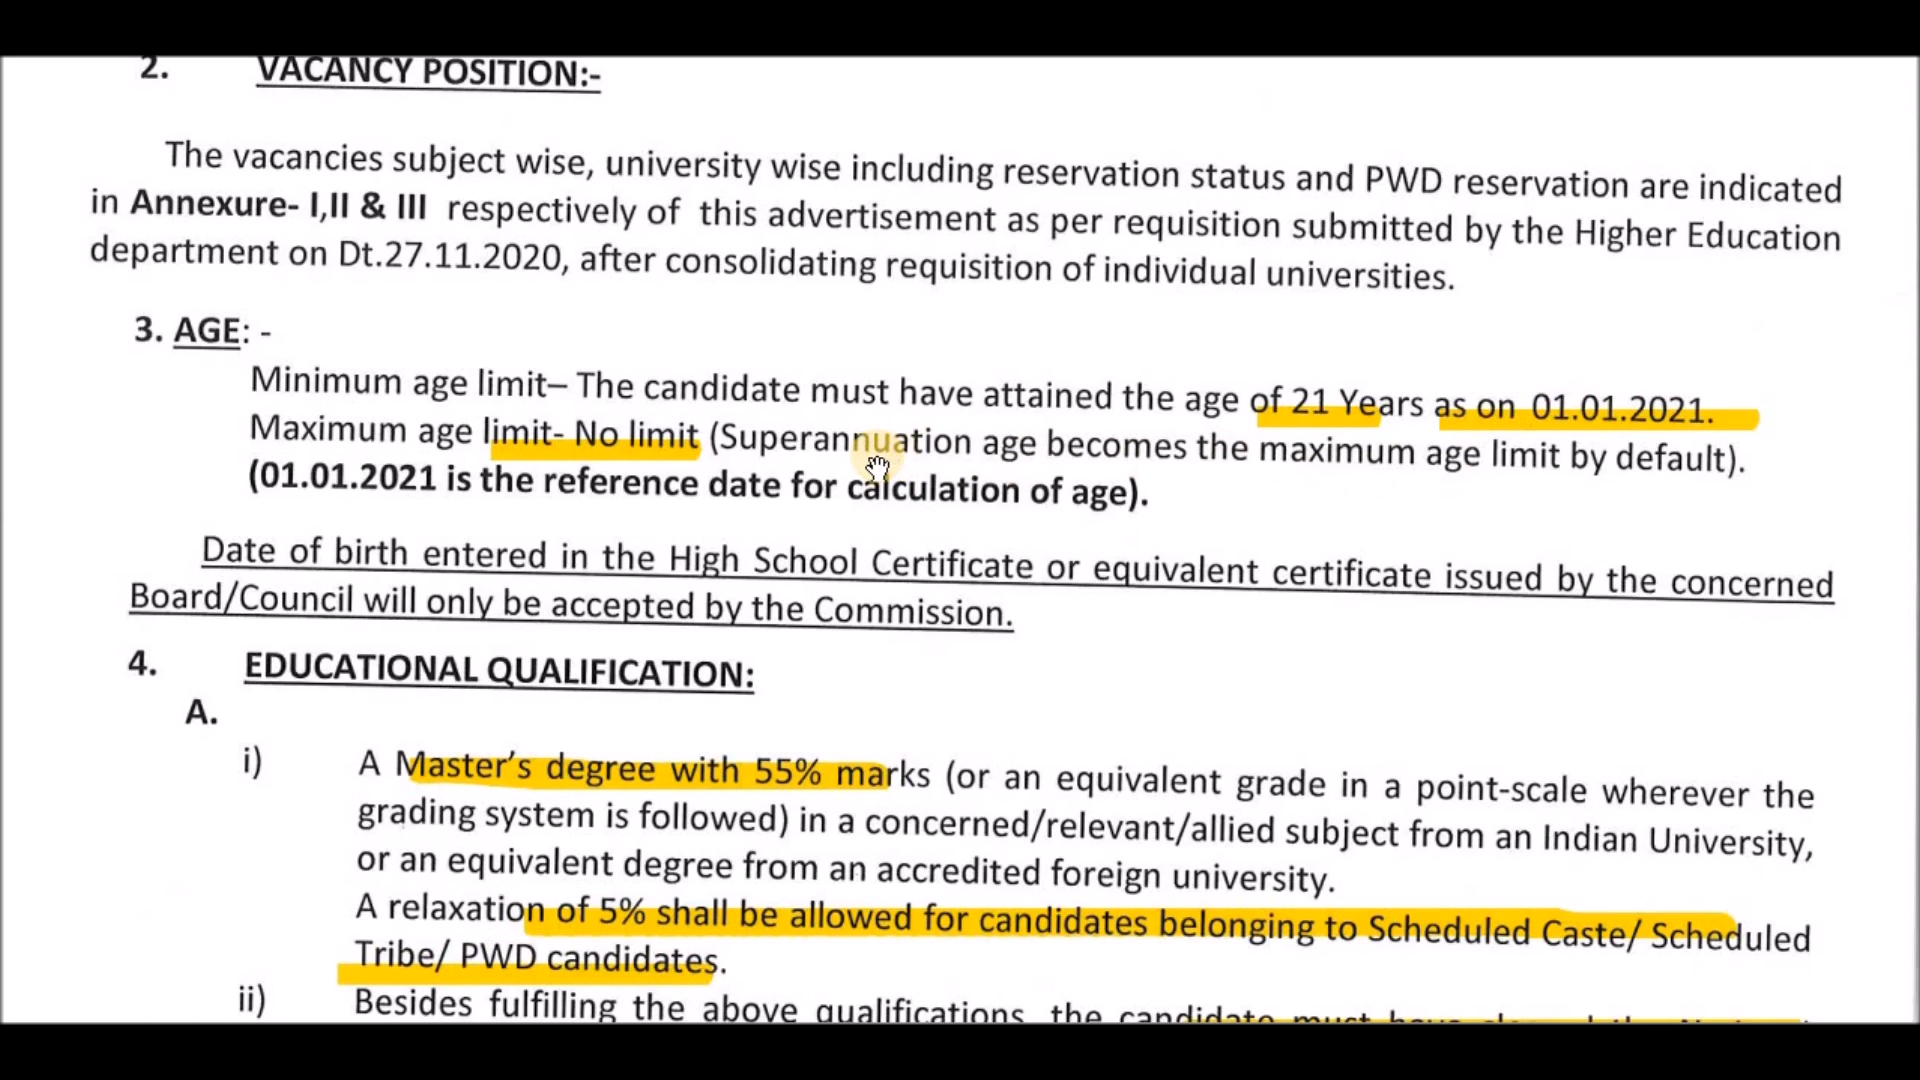 2. VACANCY POSITION:-
The vacancies subject wise, university wise including reservation status and PWD reservation are indicated
in Annexure- I,II & III respectively of this advertisement as per requisition submitted by the Higher Education
department on Dt.27.11.2020, after consolidating requisition of individual universities.
3. AGE: -
Minimum age limit– The candidate must have attained the age of 21 Years as on 01.01.2021.
Maximum age limit- No limit (Superannuation age becomes the maximum age limit by default).
(01.01.2021 is the reference date for calculation of age).
Date of birth entered in the High School Certificate or equivalent certificate issued by the concerned
Board/Council will only be accepted by the Commission.
4. EDUCATIONAL QUALIFICATION:
A.
i) A Master's degree with 55% marks (or an equivalent grade in a point-scale wherever the
grading system is followed) in a concerned/relevant/allied subject from an Indian University,
or an equivalent degree from an accredited foreign university.
A relaxation of 5% shall be allowed for candidates belonging to Scheduled Caste/ Scheduled
Tribe/ PWD candidates.
ii) Besides fulfilling the above qualifications, the candidate must have